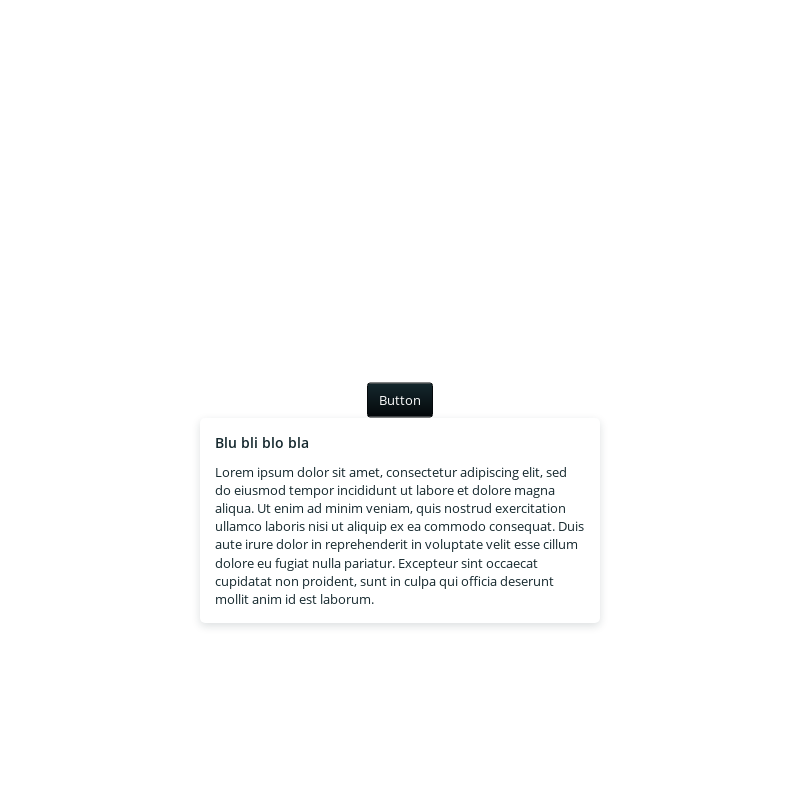 Button
Blu bli blo bla
Lorem ipsum dolor sit amet, consectetur adipiscing elit, sed
do eiusmod tempor incididunt ut labore et dolore magna
aliqua. Ut enim ad minim veniam, quis nostrud exercitation
ullamco laboris nisi ut aliquip ex ea commodo consequat. Duis
aute irure dolor in reprehenderit in voluptate velit esse cillum
dolore eu fugiat nulla pariatur. Excepteur sint occaecat
cupidatat non proident, sunt in culpa qui officia deserunt
mollit anim id est laborum.